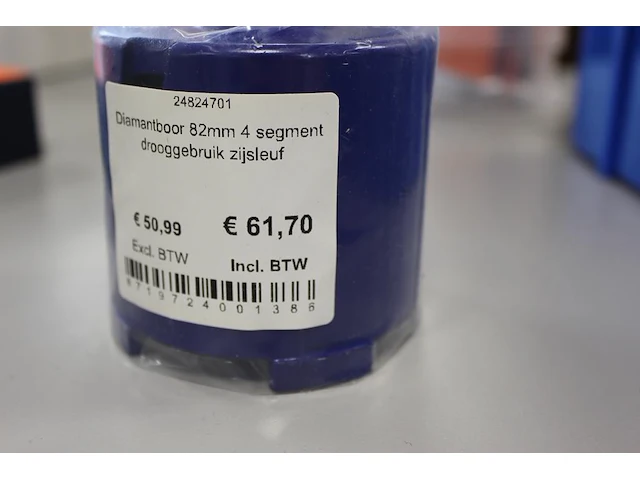 24824701
Diamantboor 82mm 4 segment
drooggebruik zijsleuf
€ 50,99 € 61,70
Excl. BTW Incl. BTW
8719724001386